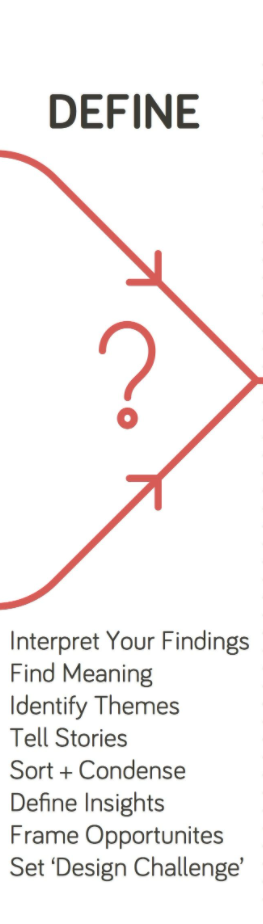 DEFINE
?
Interpret Your Findings
Find Meaning
Identify Themes
Tell Stories
Sort + Condense
Define Insights
Frame Opportunites
Set ‘Design Challenge’